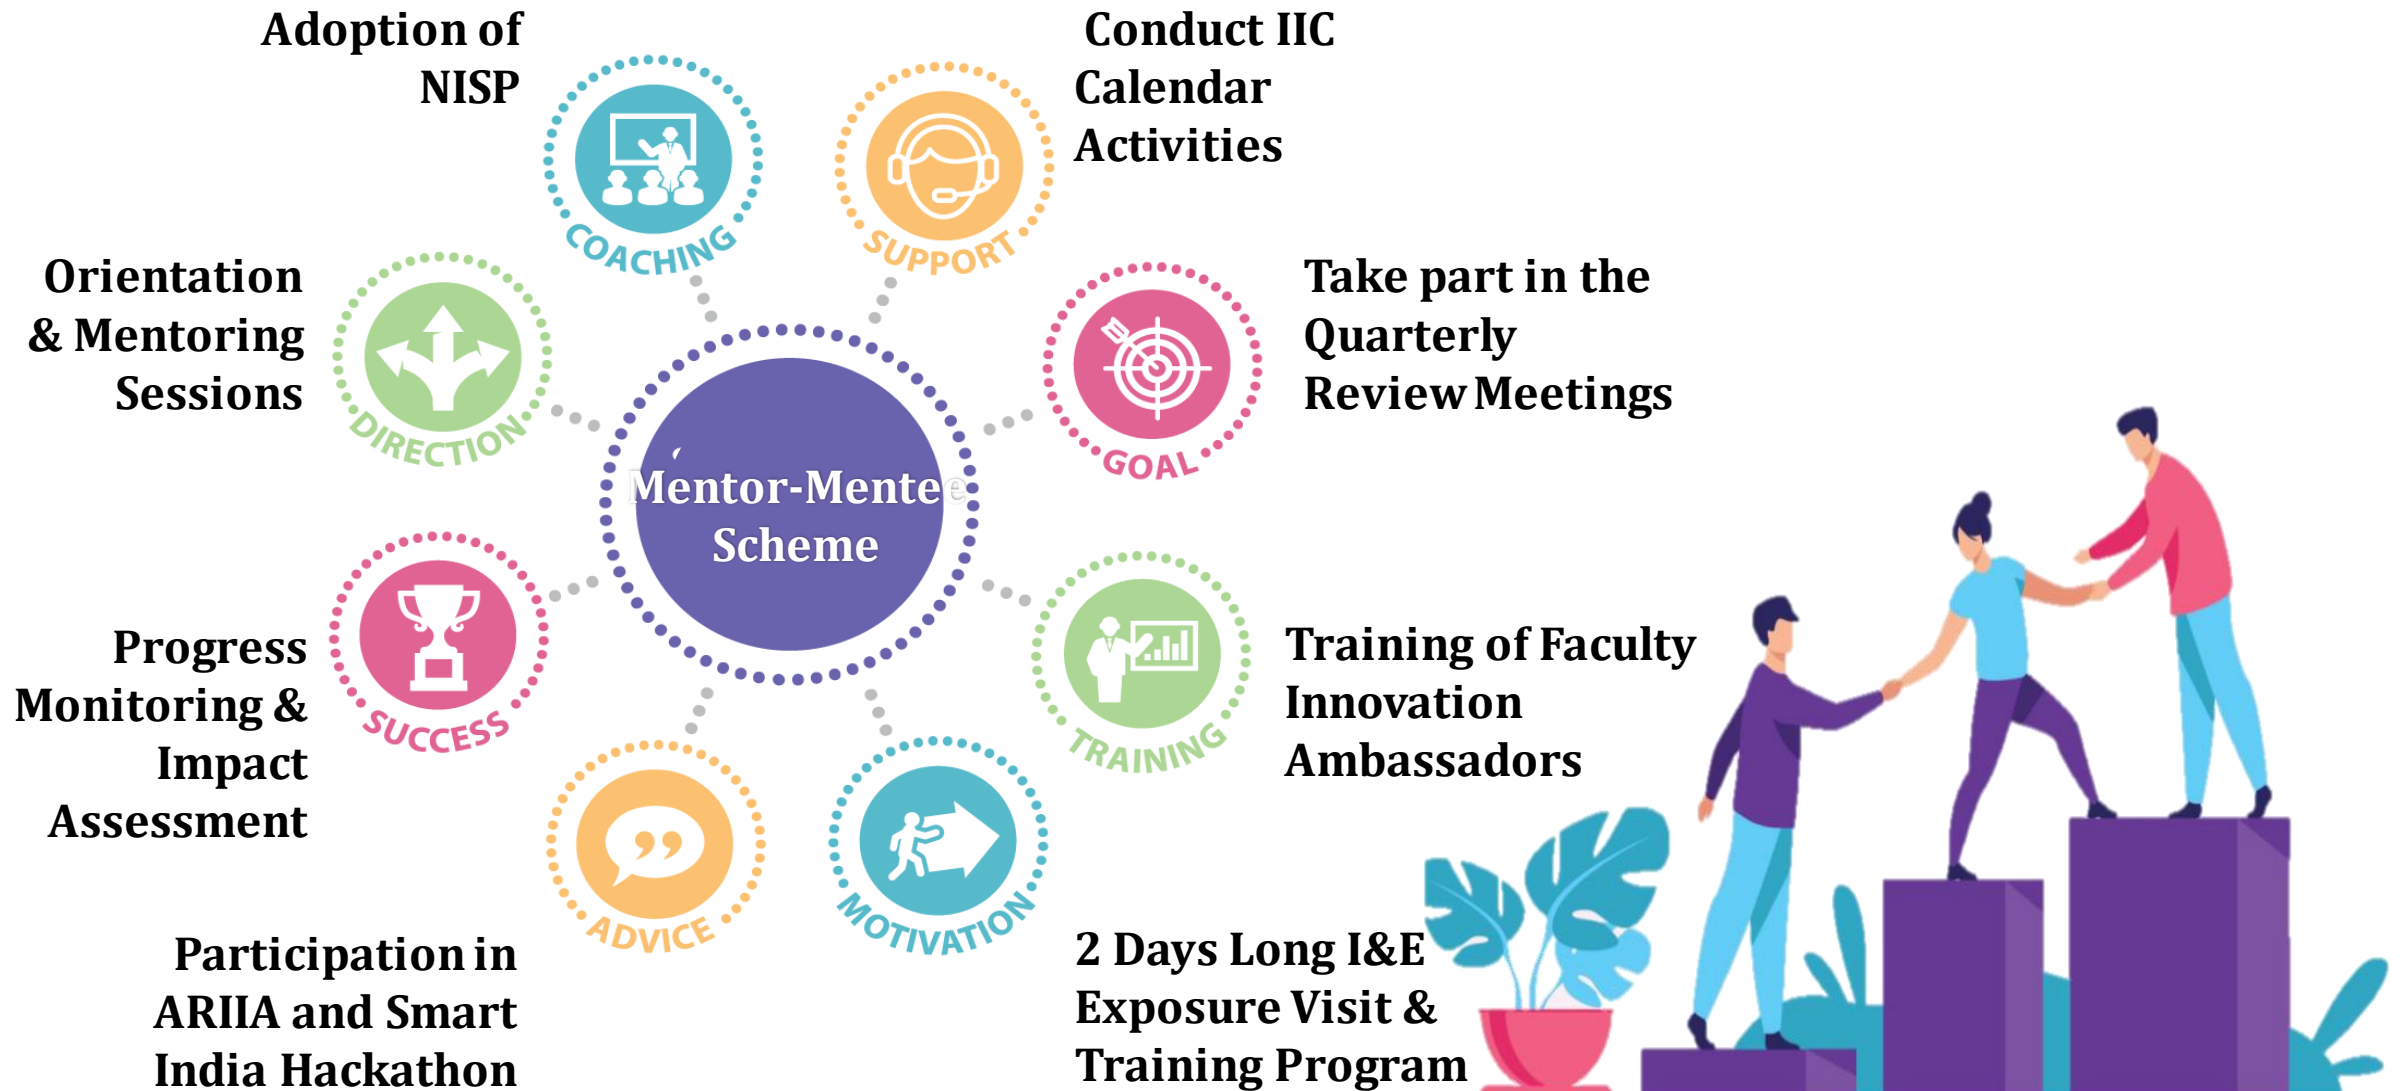 Adoption of
NISP
COACHING
Conduct IIC
Calendar
Activities
SUPPORT
Orientation
& Mentoring
Sessions
DIRECTION
Take part in the
Quarterly
Review Meetings
GOAL
Mentor-Mentee
Scheme
Progress
Monitoring &
Impact
Assessment
SUCCESS
Training of Faculty
Innovation
Ambassadors
TRAINING
Participation in
ARIIA and Smart
India Hackathon
ADVICE
2 Days Long I&E
Exposure Visit &
Training Program
MOTIVATION